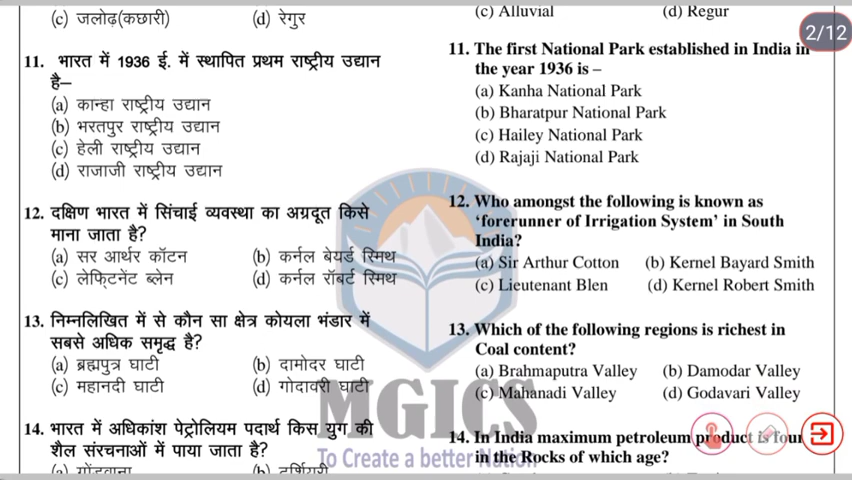 (c) जलोढ़(कछारी) (d) रेगुर
11. भारत में 1936 ई. में स्थापित प्रथम राष्ट्रीय उद्यान
है–
(a) कान्हा राष्ट्रीय उद्यान
(b) भरतपुर राष्ट्रीय उद्यान
(c) हेली राष्ट्रीय उद्यान
(d) राजाजी राष्ट्रीय उद्यान
12. दक्षिण भारत में सिंचाई व्यवस्था का अग्रदूत किसे
माना जाता है?
(a) सर आर्थर कॉटन (b) कर्नल बेयर्ड स्मिथ
(c) लेफ्टिनेंट ब्लेन (d) कर्नल रॉबर्ट स्मिथ
13. निम्नलिखित में से कौन सा क्षेत्र कोयला भंडार में
सबसे अधिक समृद्ध है?
(a) ब्रह्मपुत्र घाटी (b) दामोदर घाटी
(c) महानदी घाटी (d) गोदावरी घाटी
14. भारत में अधिकांश पेट्रोलियम पदार्थ किस युग की
शैल संरचनाओं में पाया जाता है?
(a) गोंडवाना (b) टर्शियरी
(c) Alluvial (d) Regur
2/12
11. The first National Park established in India in
the year 1936 is –
(a) Kanha National Park
(b) Bharatpur National Park
(c) Hailey National Park
(d) Rajaji National Park
12. Who amongst the following is known as
‘forerunner of Irrigation System’ in South
India?
(a) Sir Arthur Cotton (b) Kernel Bayard Smith
(c) Lieutenant Blen (d) Kernel Robert Smith
13. Which of the following regions is richest in
Coal content?
(a) Brahmaputra Valley (b) Damodar Valley
(c) Mahanadi Valley (d) Godavari Valley
14. In India maximum petroleum product is
in the Rocks of which age?
MGICS
To Create a better Nation